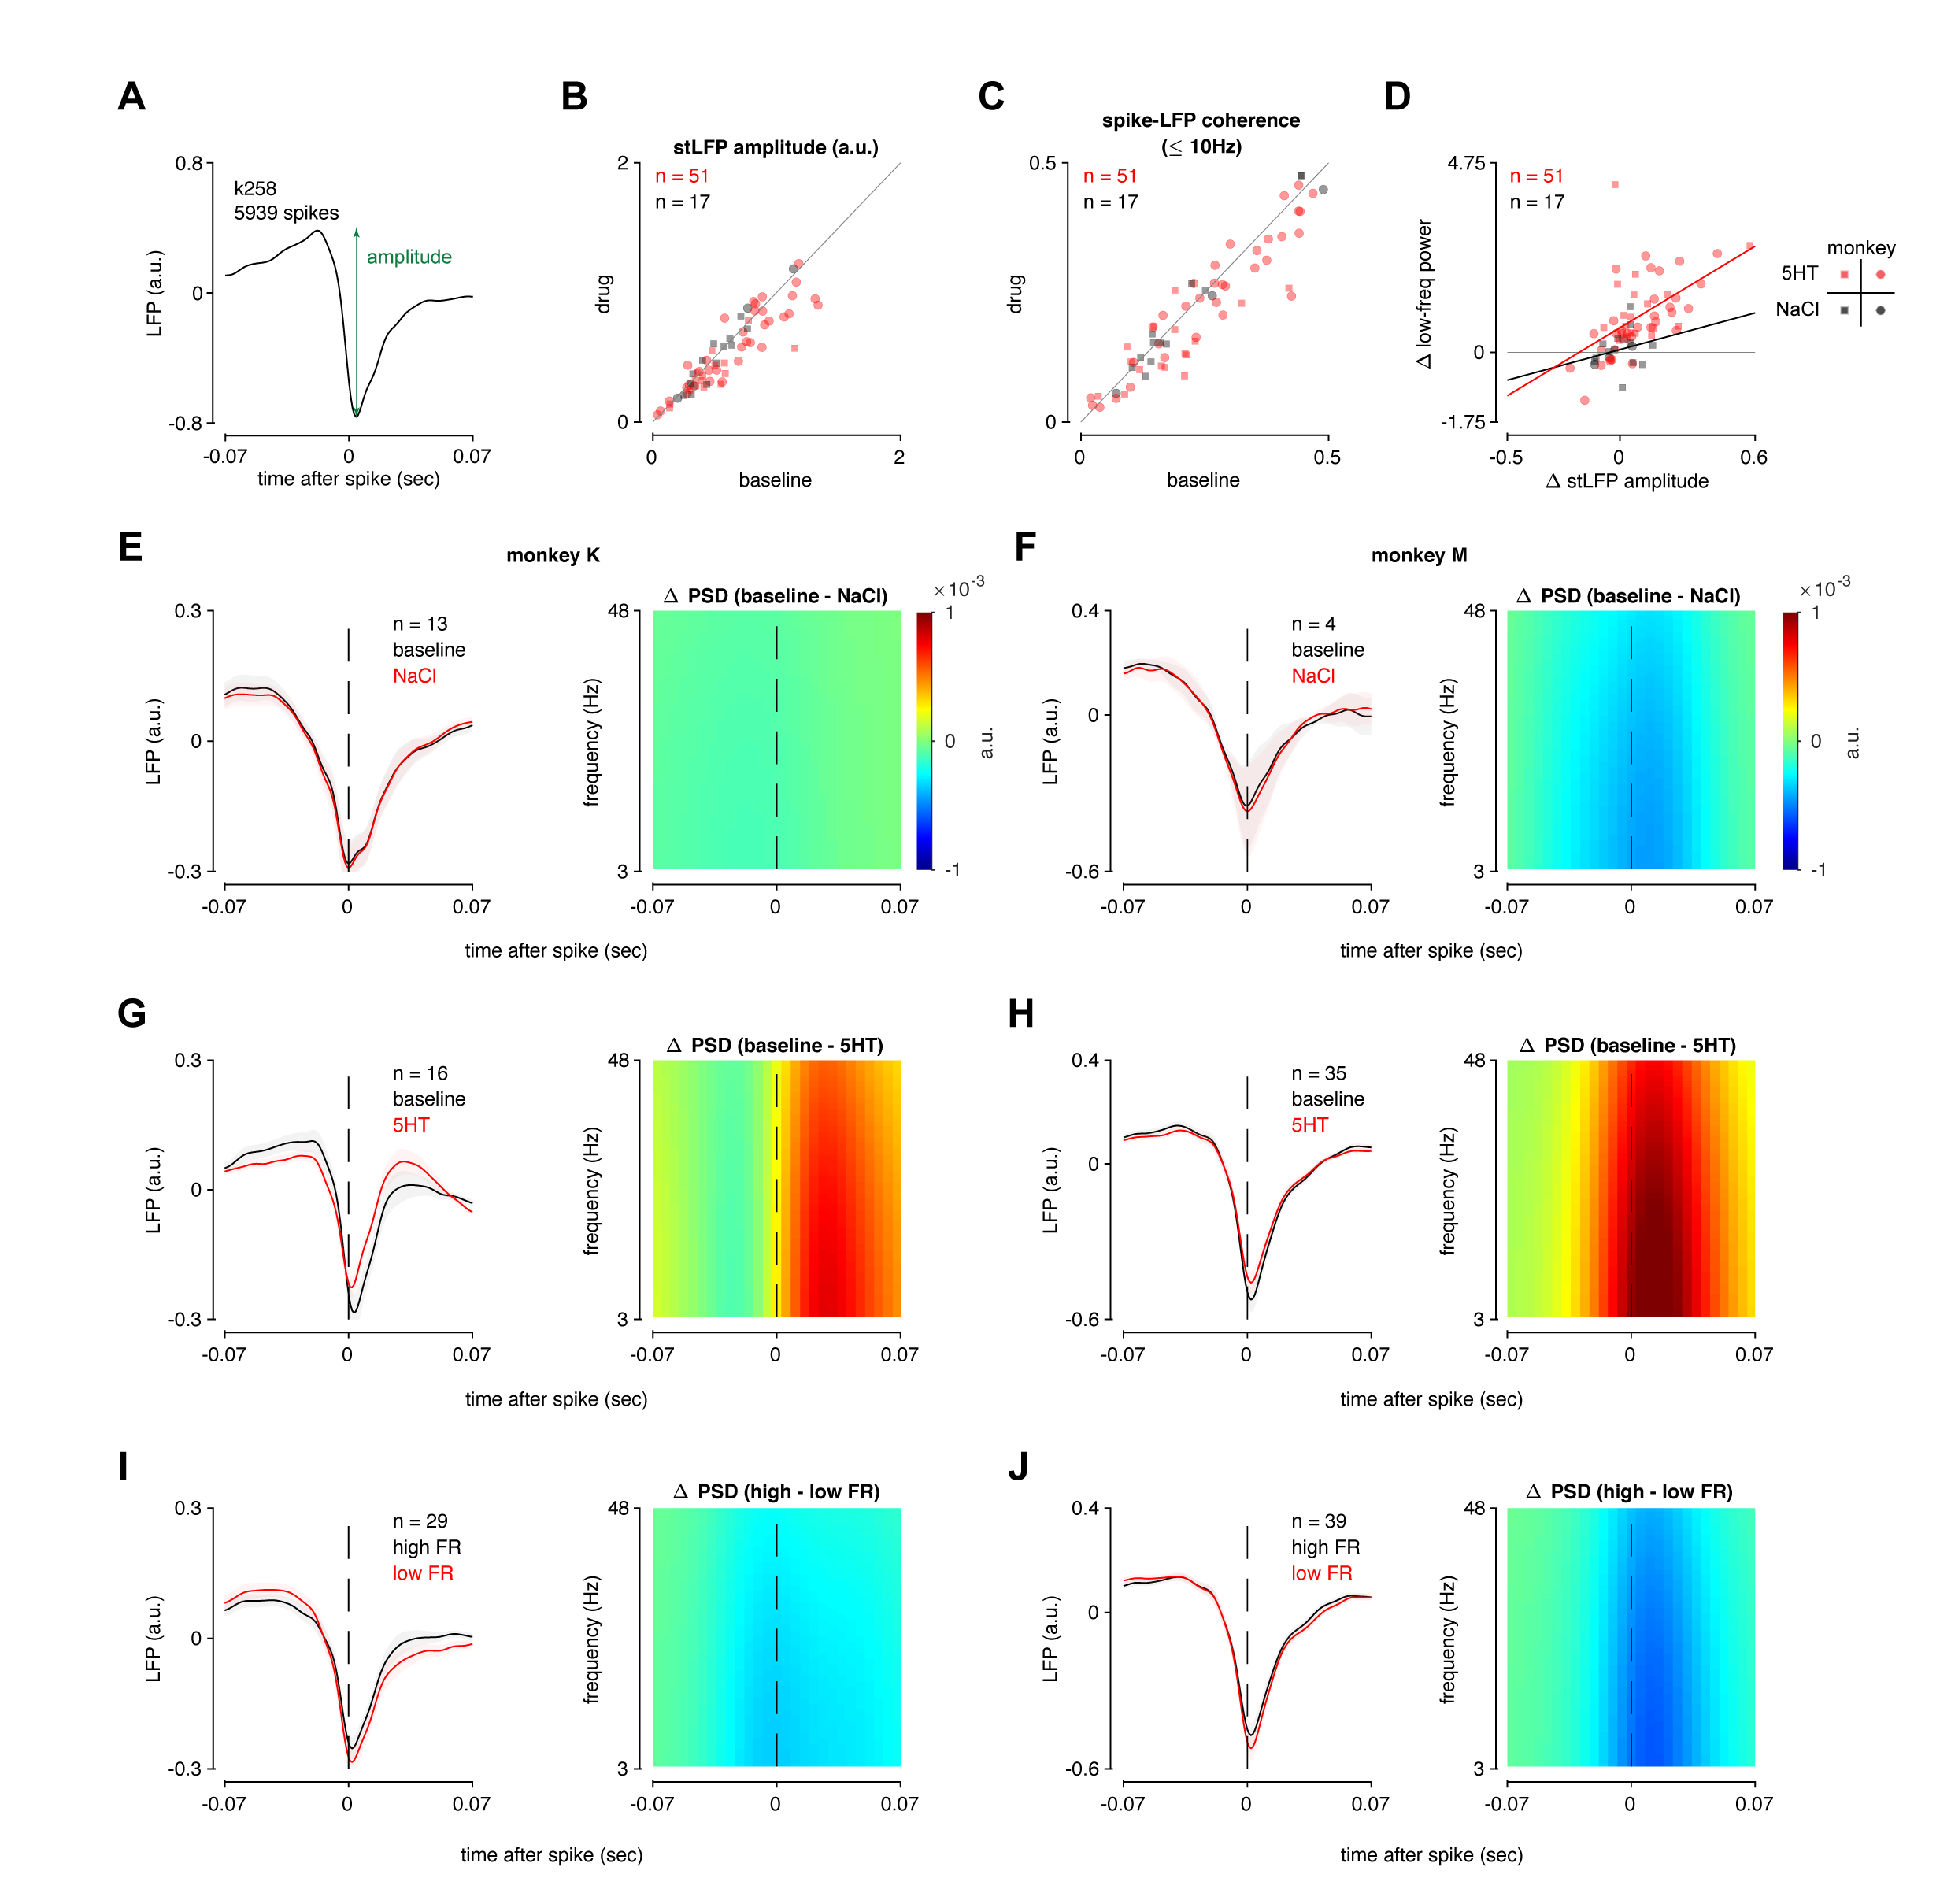 A
0.8
0
-0.8
LFP (a.u.)
k258
5939 spikes
amplitude
-0.07
0
0.07
time after spike (sec)
B
stLFP amplitude (a.u.)
2
n = 51
n = 17
drug
0
0
2
baseline
C
spike-LFP coherence
(≤ 10Hz)
0.5
n = 51
n = 17
drug
0
0
0.5
baseline
D
4.75
n = 51
n = 17
Δ low-freq power
0
-1.75
-0.5
0
0.6
Δ stLFP amplitude
monkey
5HT
NaCl
E
monkey K
0.3
0
-0.3
LFP (a.u.)
n = 13
baseline
NaCl
-0.07
0
0.07
Δ PSD (baseline - NaCl)
48
3
frequency (Hz)
-0.07
0
0.07
×10-3
1
0
-1
a.u.
time after spike (sec)
F
monkey M
0.4
0
-0.6
LFP (a.u.)
n = 4
baseline
NaCl
-0.07
0
0.07
Δ PSD (baseline - NaCl)
48
3
frequency (Hz)
-0.07
0
0.07
×10-3
1
0
-1
a.u.
time after spike (sec)
G
0.3
0
-0.3
LFP (a.u.)
n = 16
baseline
5HT
-0.07
0
0.07
Δ PSD (baseline - 5HT)
48
3
frequency (Hz)
-0.07
0
0.07
time after spike (sec)
H
0.4
0
-0.6
LFP (a.u.)
n = 35
baseline
5HT
-0.07
0
0.07
Δ PSD (baseline - 5HT)
48
3
frequency (Hz)
-0.07
0
0.07
time after spike (sec)
I
0.3
0
-0.3
LFP (a.u.)
n = 29
high FR
low FR
-0.07
0
0.07
Δ PSD (high - low FR)
48
3
frequency (Hz)
-0.07
0
0.07
time after spike (sec)
J
0.4
0
-0.6
LFP (a.u.)
n = 39
high FR
low FR
-0.07
0
0.07
Δ PSD (high - low FR)
48
3
frequency (Hz)
-0.07
0
0.07
time after spike (sec)